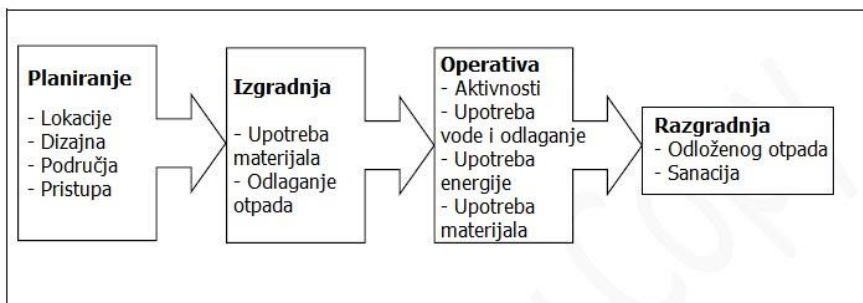 Planiranje
- Lokacije
- Dizajna
- Područja
- Pristupa
Izgradnja
- Upotreba
materijala
- Odlaganje
otpada
Operativa
- Aktivnosti
- Upotreba
vode i odlaganje
- Upotreba
energije
- Upotreba
materijala
Razgradnja
- Odloženog otpada
- Sanacija
Copy